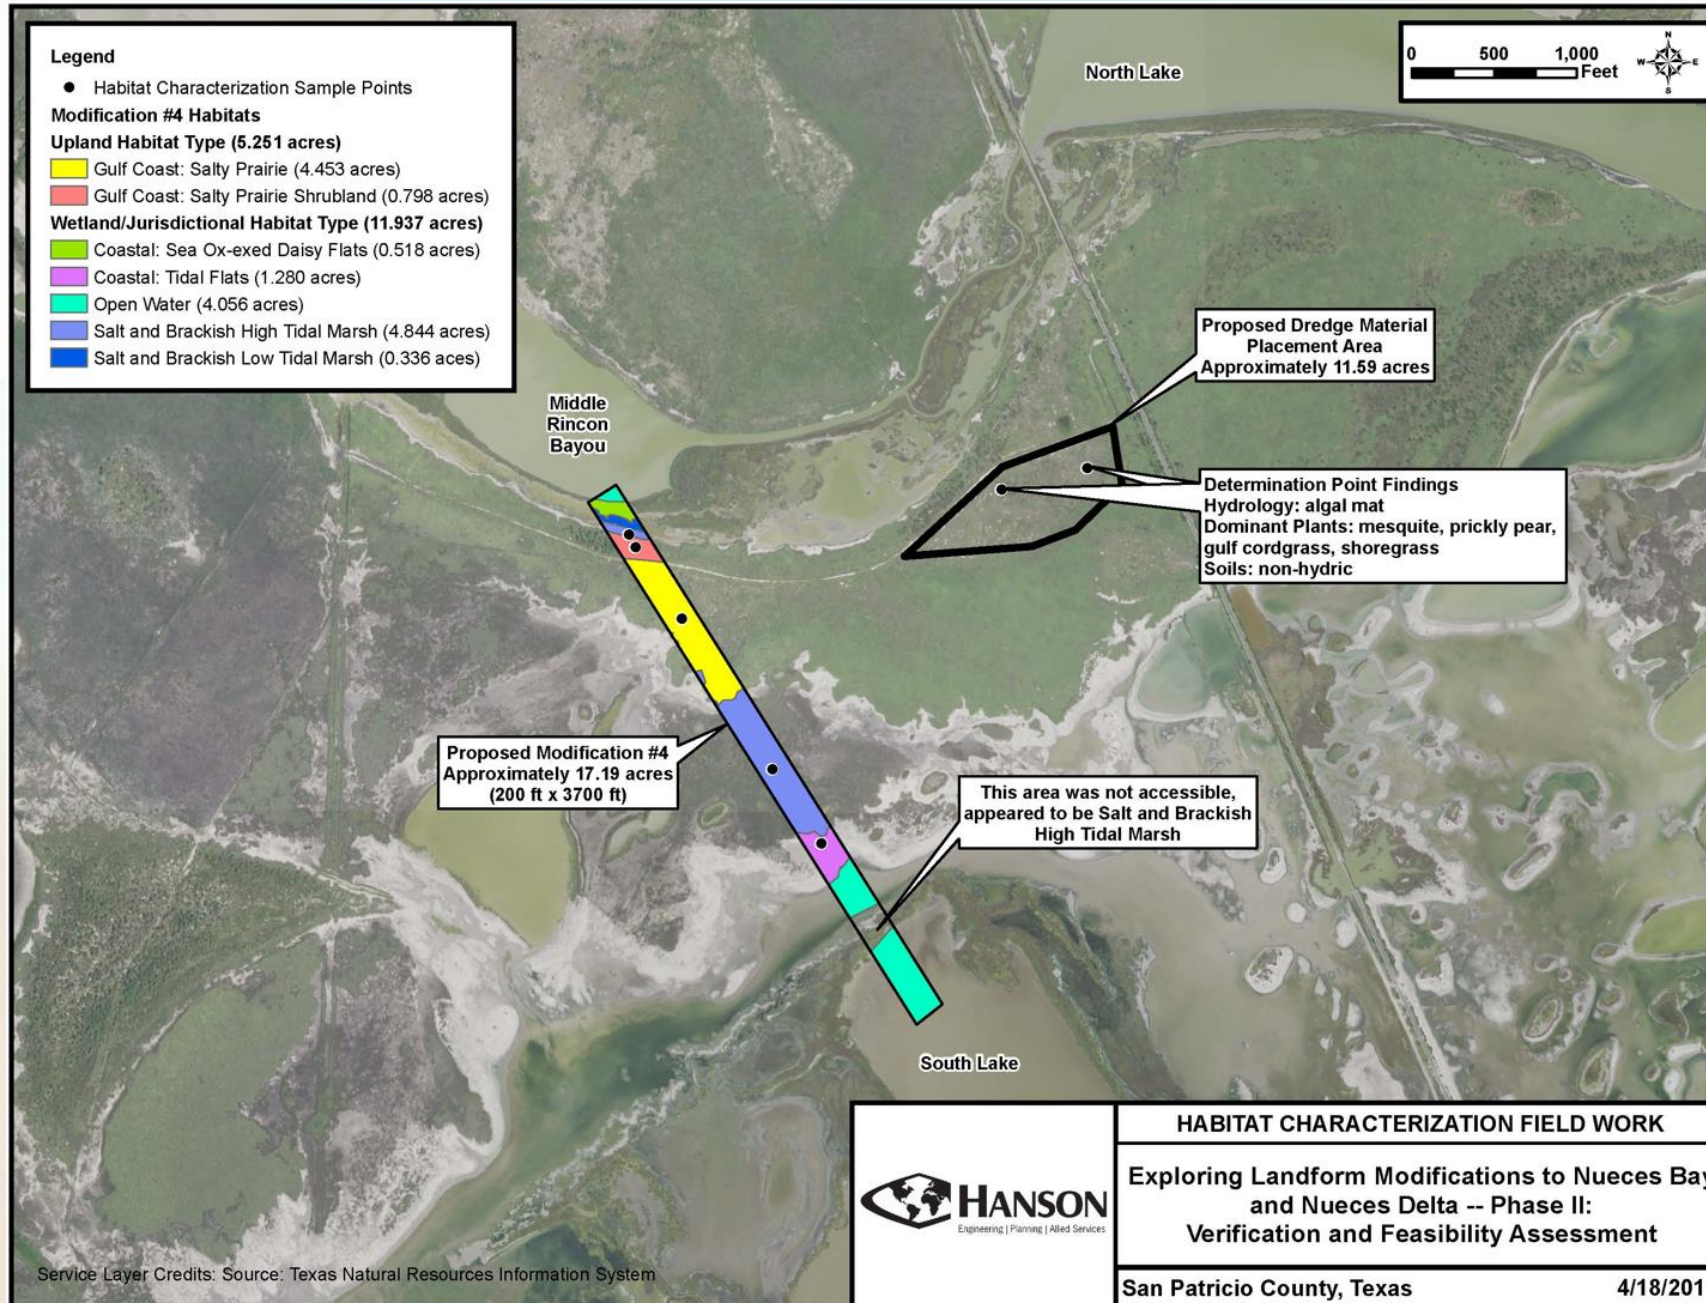 Legend
Habitat Characterization Sample Points
Modification #4 Habitats
Upland Habitat Type (5.251 acres)
Gulf Coast: Salty Prairie (4.453 acres)
Gulf Coast: Salty Prairie Shrubland (0.798 acres)
Wetland/Jurisdictional Habitat Type (11.937 acres)
Coastal: Sea Ox-exed Daisy Flats (0.518 acres)
Coastal: Tidal Flats (1.280 acres)
Open Water (4.056 acres)
Salt and Brackish High Tidal Marsh (4.844 acres)
Salt and Brackish Low Tidal Marsh (0.336 aces)
North Lake
0 500 1,000
Feet
N
W E
S
Middle
Rincon
Bayou
Proposed Dredge Material
Placement Area
Approximately 11.59 acres
Determination Point Findings
Hydrology: algal mat
Dominant Plants: mesquite, prickly pear,
gulf cordgrass, shoregrass
Soils: non-hydric
Proposed Modification #4
Approximately 17.19 acres
(200 ft x 3700 ft)
This area was not accessible,
appeared to be Salt and Brackish
High Tidal Marsh
South Lake
HANSON
Engineering | Planning | Allied Services
HABITAT CHARACTERIZATION FIELD WORK
Exploring Landform Modifications to Nueces Bay
and Nueces Delta -- Phase II:
Verification and Feasibility Assessment
San Patricio County, Texas 4/18/201
Service Layer Credits: Source: Texas Natural Resources Information System